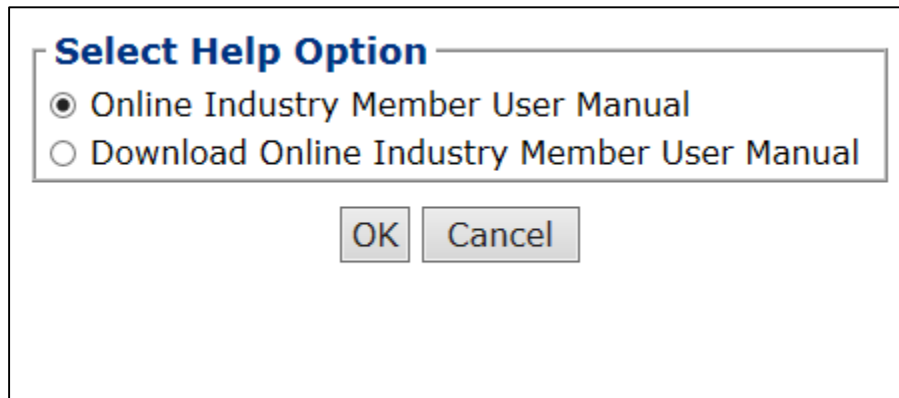 Select Help Option
Online Industry Member User Manual
Download Online Industry Member User Manual
OK Cancel